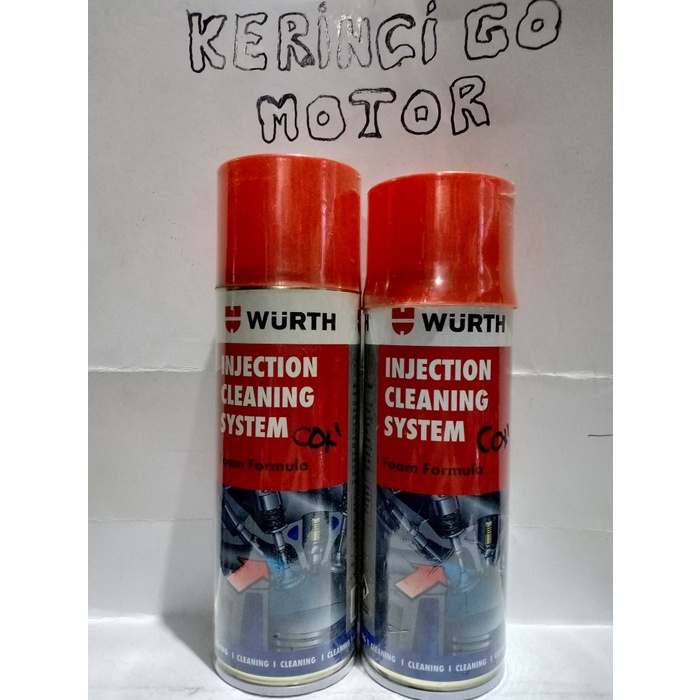 KERINCI GO
MOTOR
WÜRTH
INJECTION
CLEANING
SYSTEM
Foam Formula
CLEANING I CLEANING I CLEANING
WÜRTH
INJECTION
CLEANING
SYSTEM
Foam Formula
I CLEANING I CLEANING I